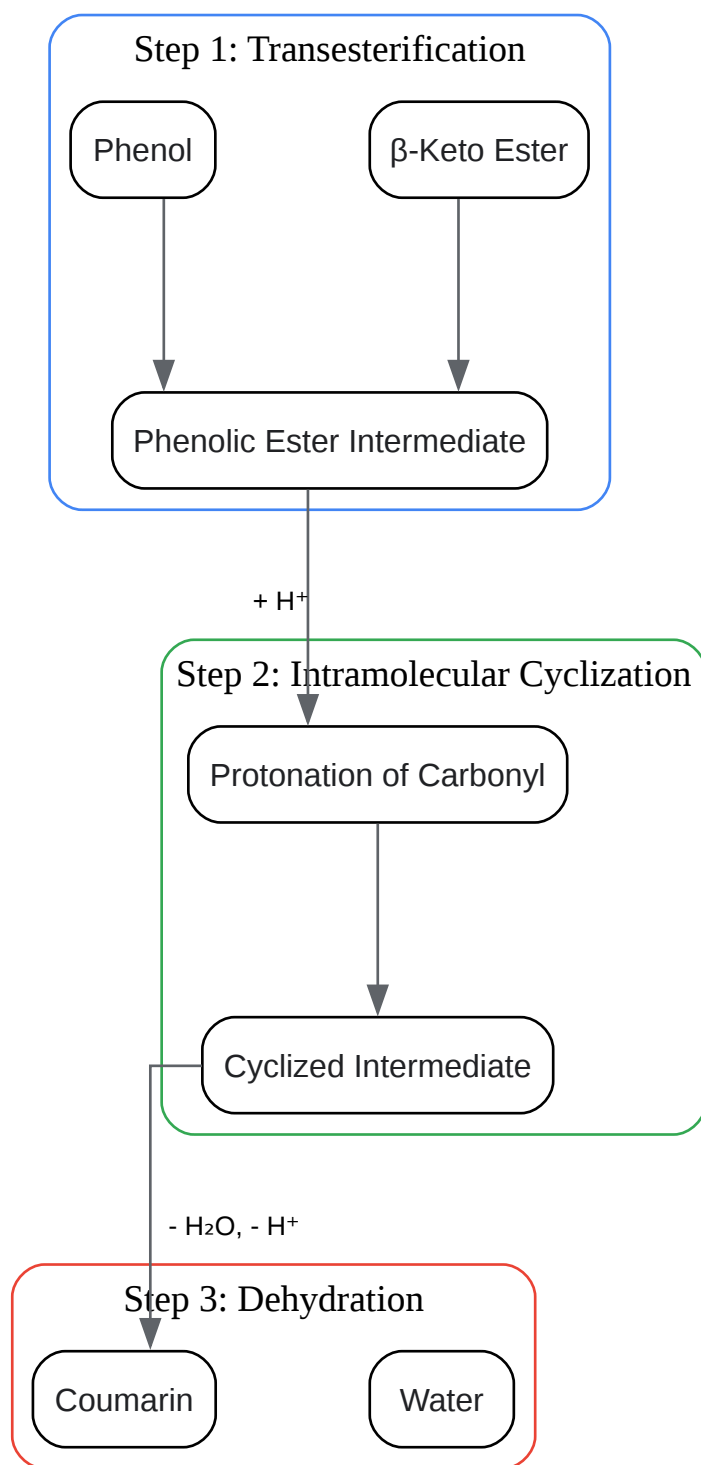 Step 1: Transesterification
Phenol
β-Keto Ester
Phenolic Ester Intermediate
+ H⁺
Step 2: Intramolecular Cyclization
Protonation of Carbonyl
Cyclized Intermediate
- H₂O, - H⁺
Step 3: Dehydration
Coumarin
Water